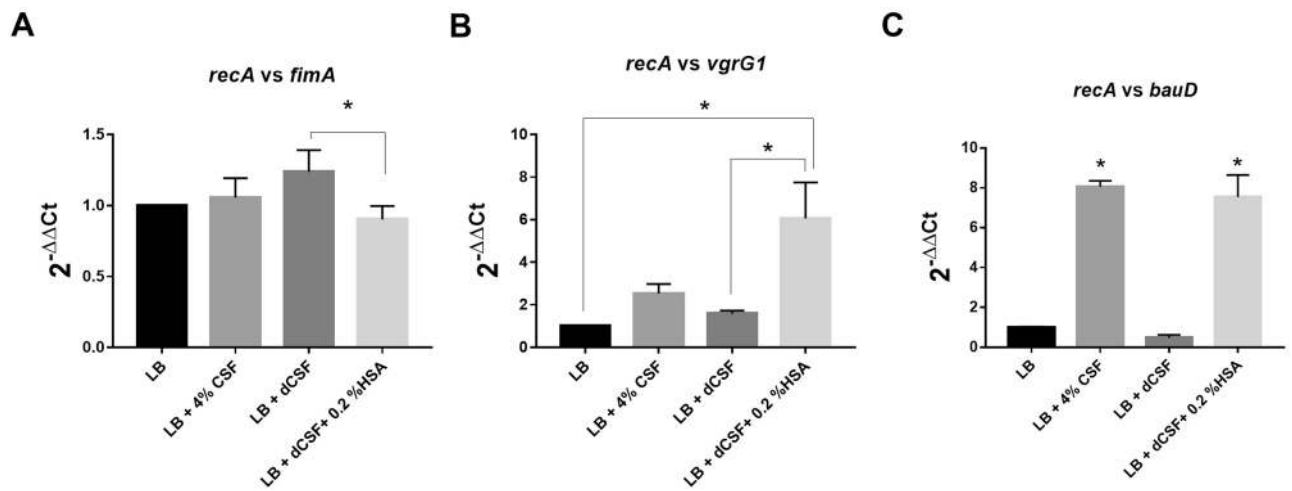 A
recA vs fimA
*
2^-ΔΔCt
1.5
1.0
0.5
0.0
LB
LB + 4% CSF
LB + dCSF
LB + dCSF+ 0.2 %HSA
B
recA vs vgrG1
*
*
2^-ΔΔCt
10
8
6
4
2
0
LB
LB + 4% CSF
LB + dCSF
LB + dCSF+ 0.2 %HSA
C
recA vs bauD
*
*
2^-ΔΔCt
10
8
6
4
2
0
LB
LB + 4% CSF
LB + dCSF
LB + dCSF+ 0.2 %HSA